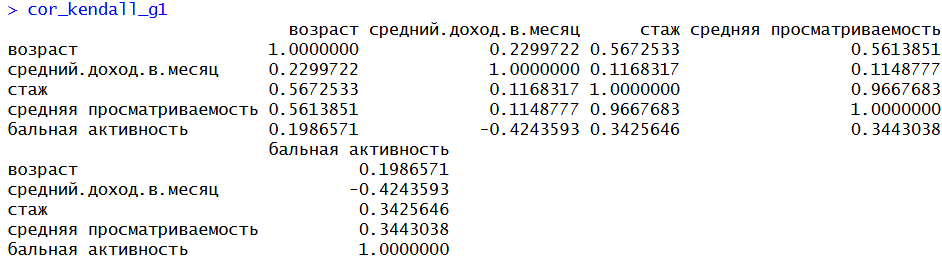 > cor_kendall_g1
возраст средний.доход.в.месяц стаж средняя просматриваемость
возраст 1.0000000 0.2299722 0.5672533 0.5613851
средний.доход.в.месяц 0.2299722 1.0000000 0.1168317 0.1148777
стаж 0.5672533 0.1168317 1.0000000 0.9667683
средняя просматриваемость 0.5613851 0.1148777 0.9667683 1.0000000
бальная активность 0.1986571 -0.4243593 0.3425646 0.3443038
бальная активность
возраст 0.1986571
средний.доход.в.месяц -0.4243593
стаж 0.3425646
средняя просматриваемость 0.3443038
бальная активность 1.0000000